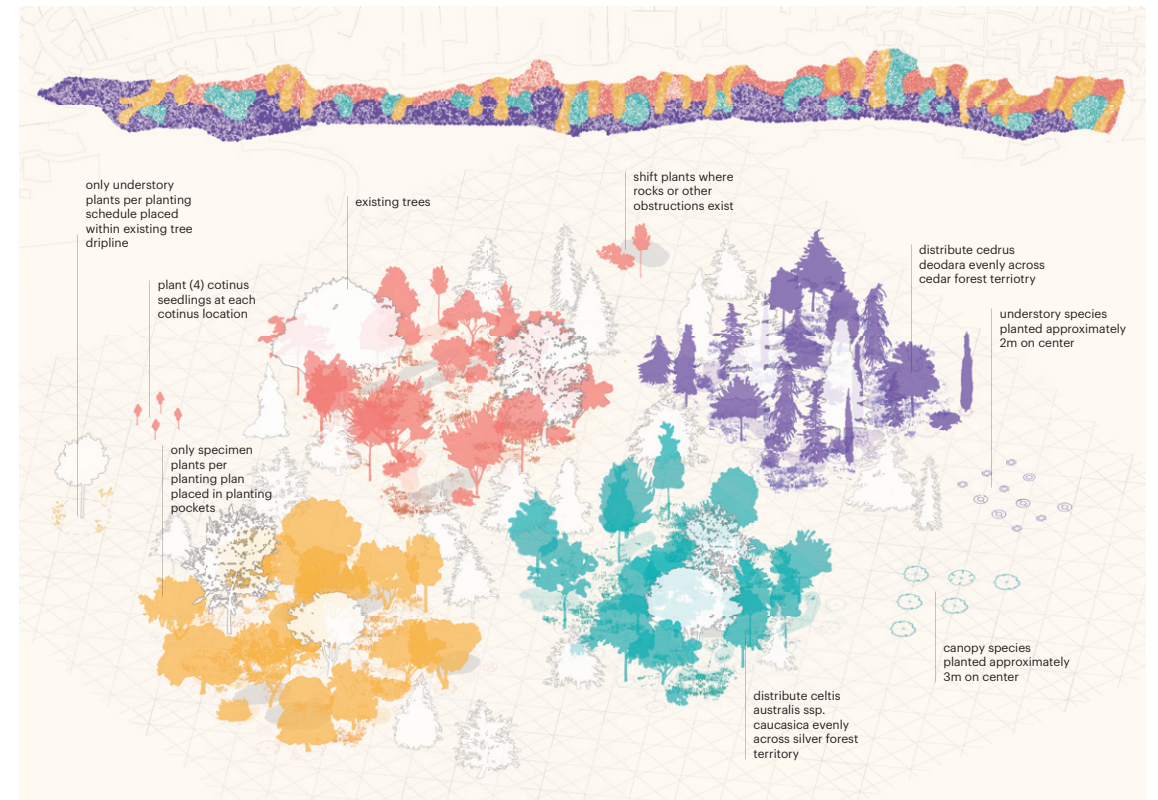 only understory
plants per planting
schedule placed
within existing tree
dripline
existing trees
shift plants where
rocks or other
obstructions exist
distribute cedrus
deodara evenly across
cedar forest terriotry
plant (4) cotinus
seedlings at each
cotinus location
understory species
planted approximately
2m on center
only specimen
plants per
planting plan
placed in planting
pockets
canopy species
planted approximately
3m on center
distribute celtis
australis ssp.
caucasica evenly
across silver forest
territory